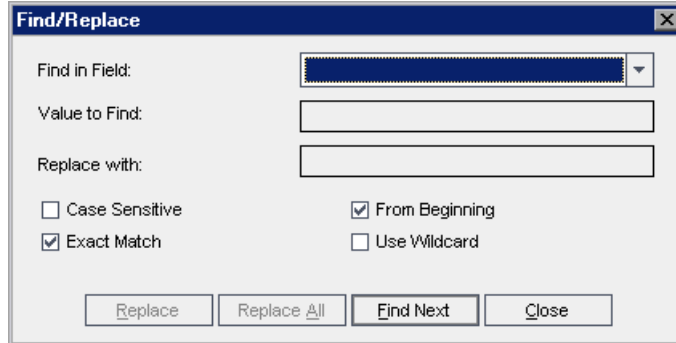 Find/Replace
Find in Field:
Value to Find:
Replace with:
Case Sensitive
From Beginning
Exact Match
Use Wildcard
Replace
Replace All
Find Next
Close